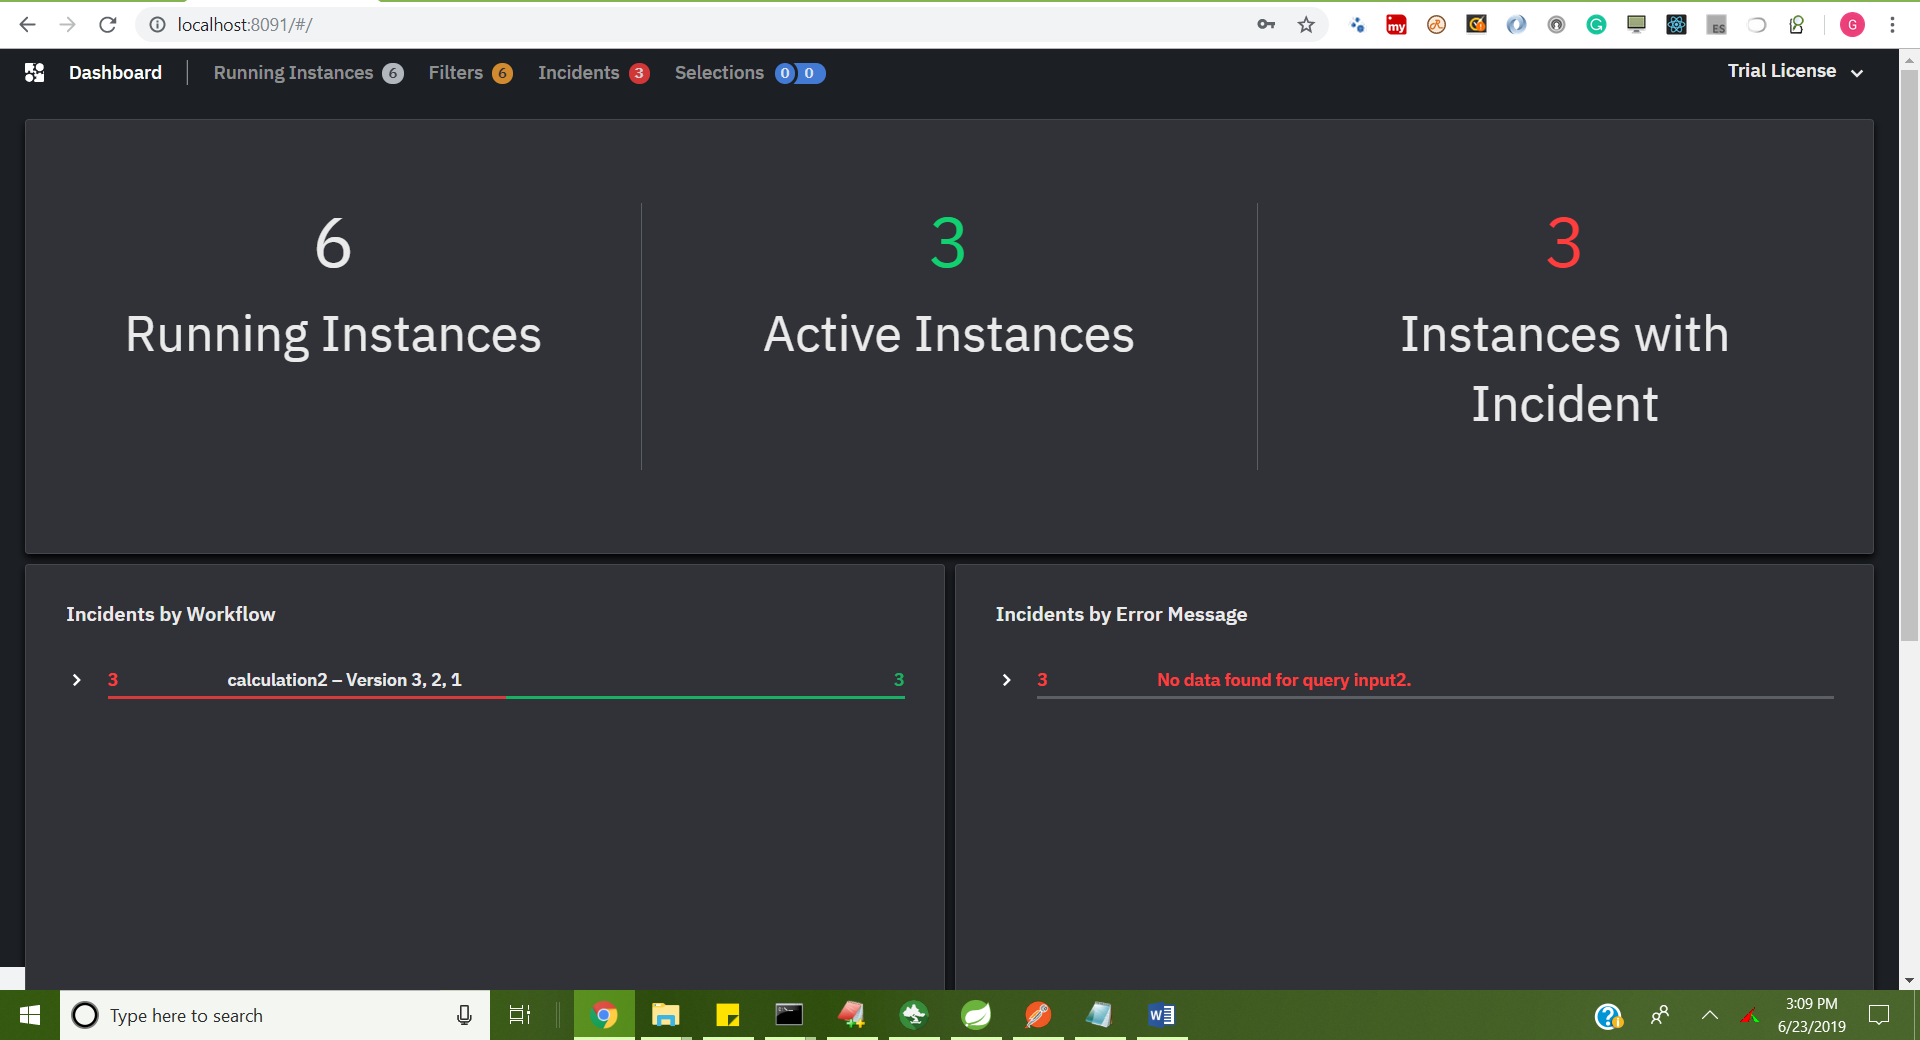 localhost:8091/#/
my
ES
G
Dashboard
Running Instances 6
Filters 6
Incidents 3
Selections 0 0
Trial License
6
Running Instances
3
Active Instances
3
Instances with
Incident
Incidents by Workflow
3 calculation2 – Version 3, 2, 1 3
Incidents by Error Message
3 No data found for query input2.
Type here to search
3:09 PM
6/23/2019